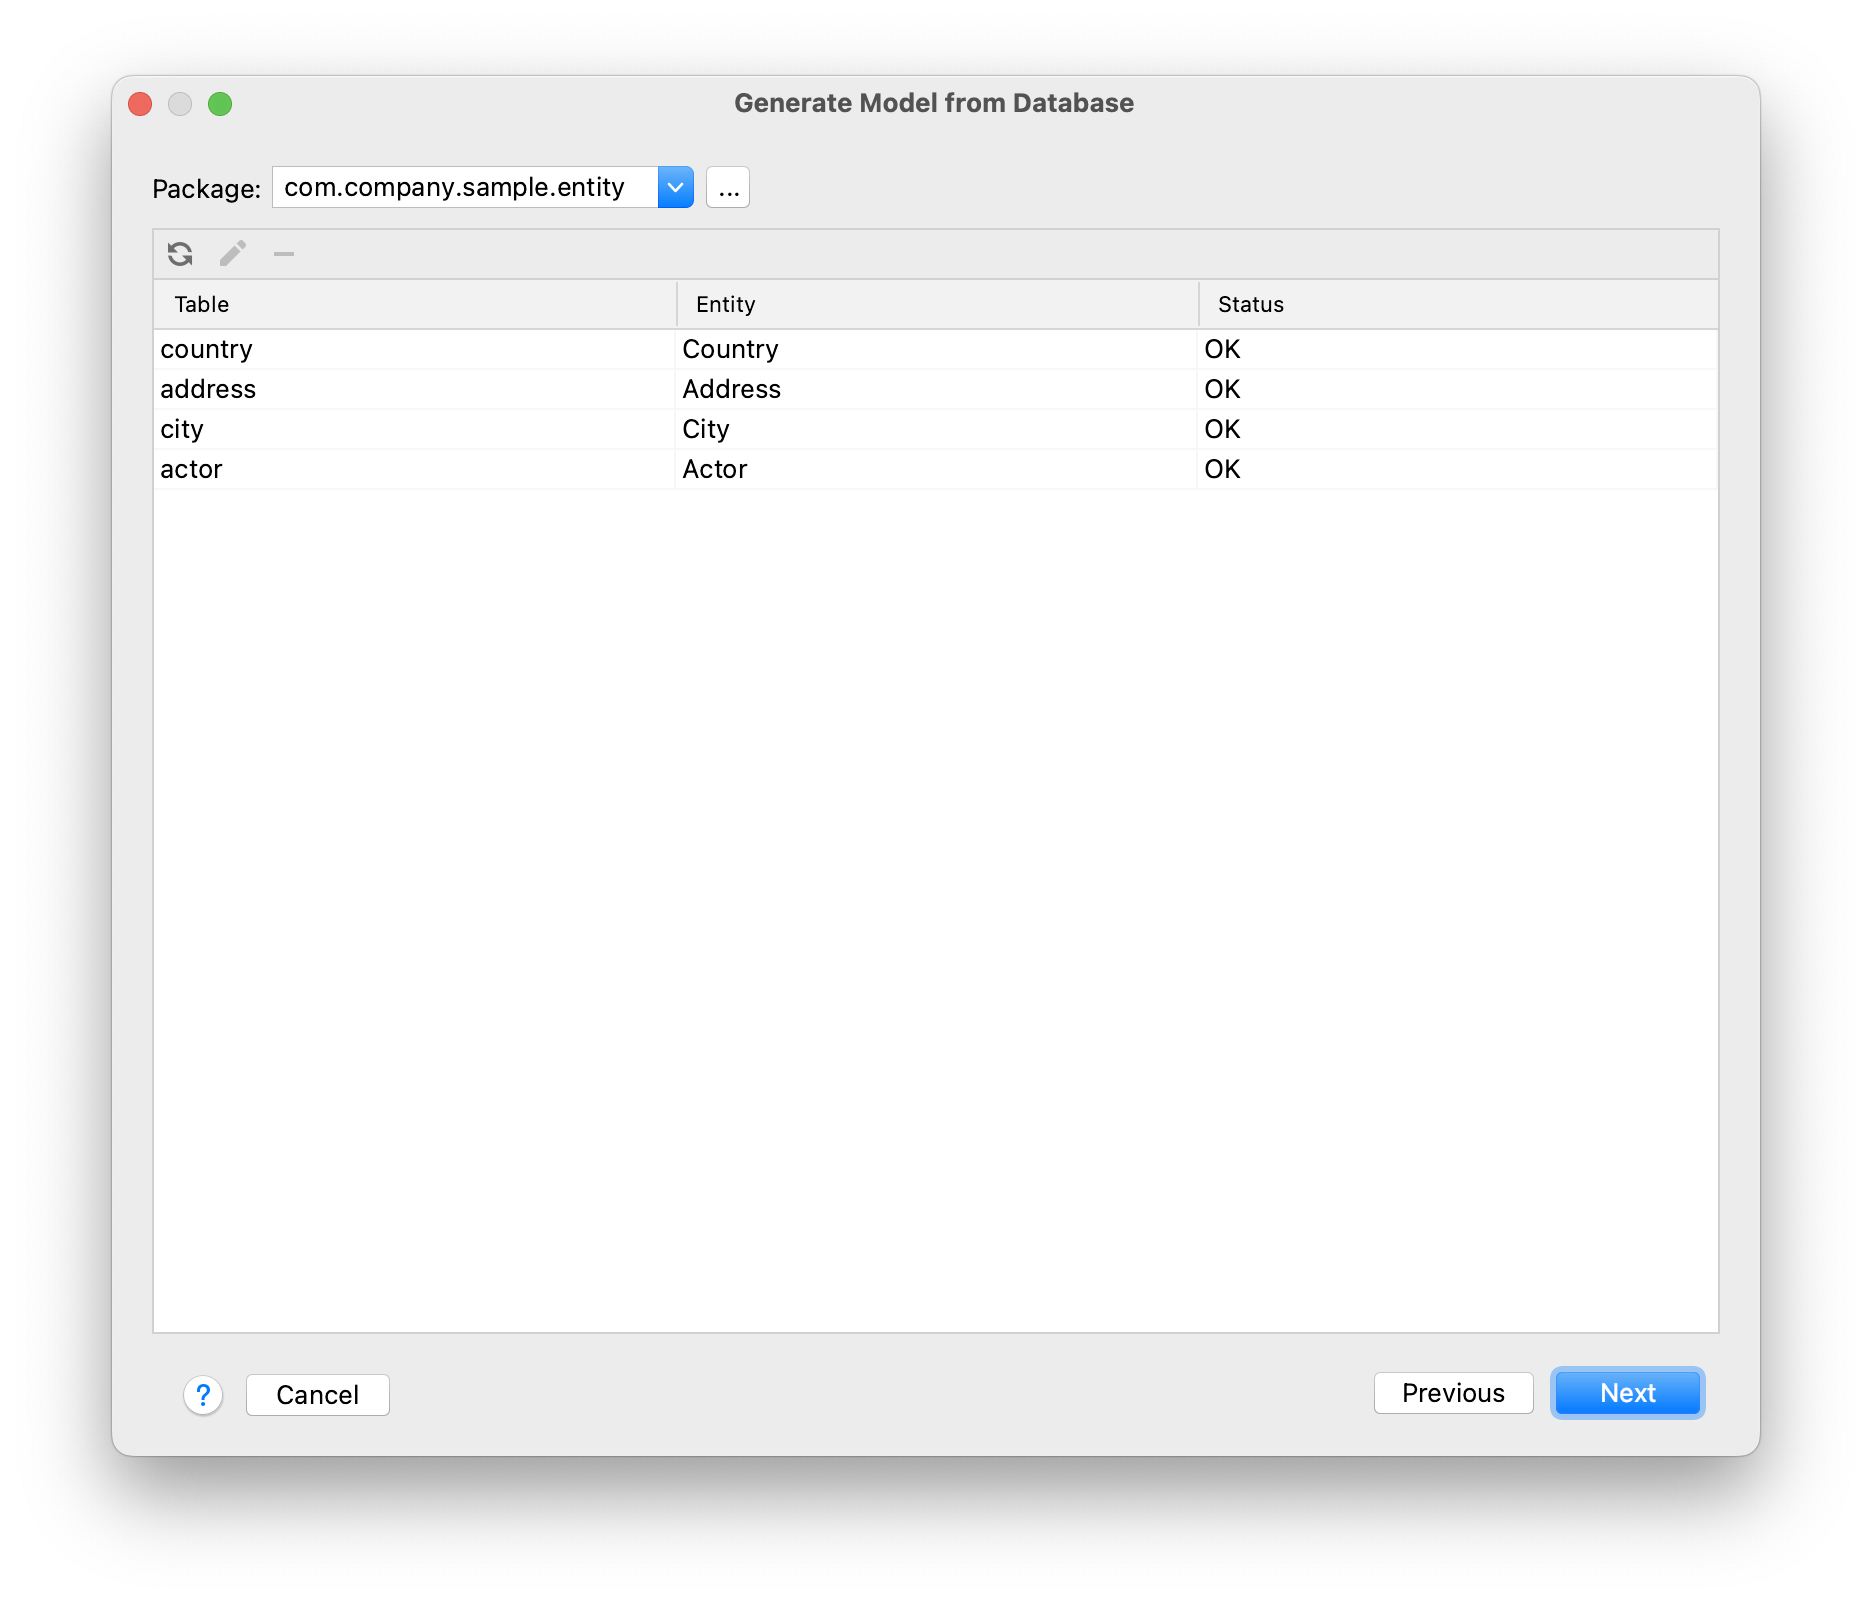 Generate Model from Database
Package: com.company.sample.entity ...
Table Entity Status
country Country OK
address Address OK
city City OK
actor Actor OK
? Cancel Previous Next